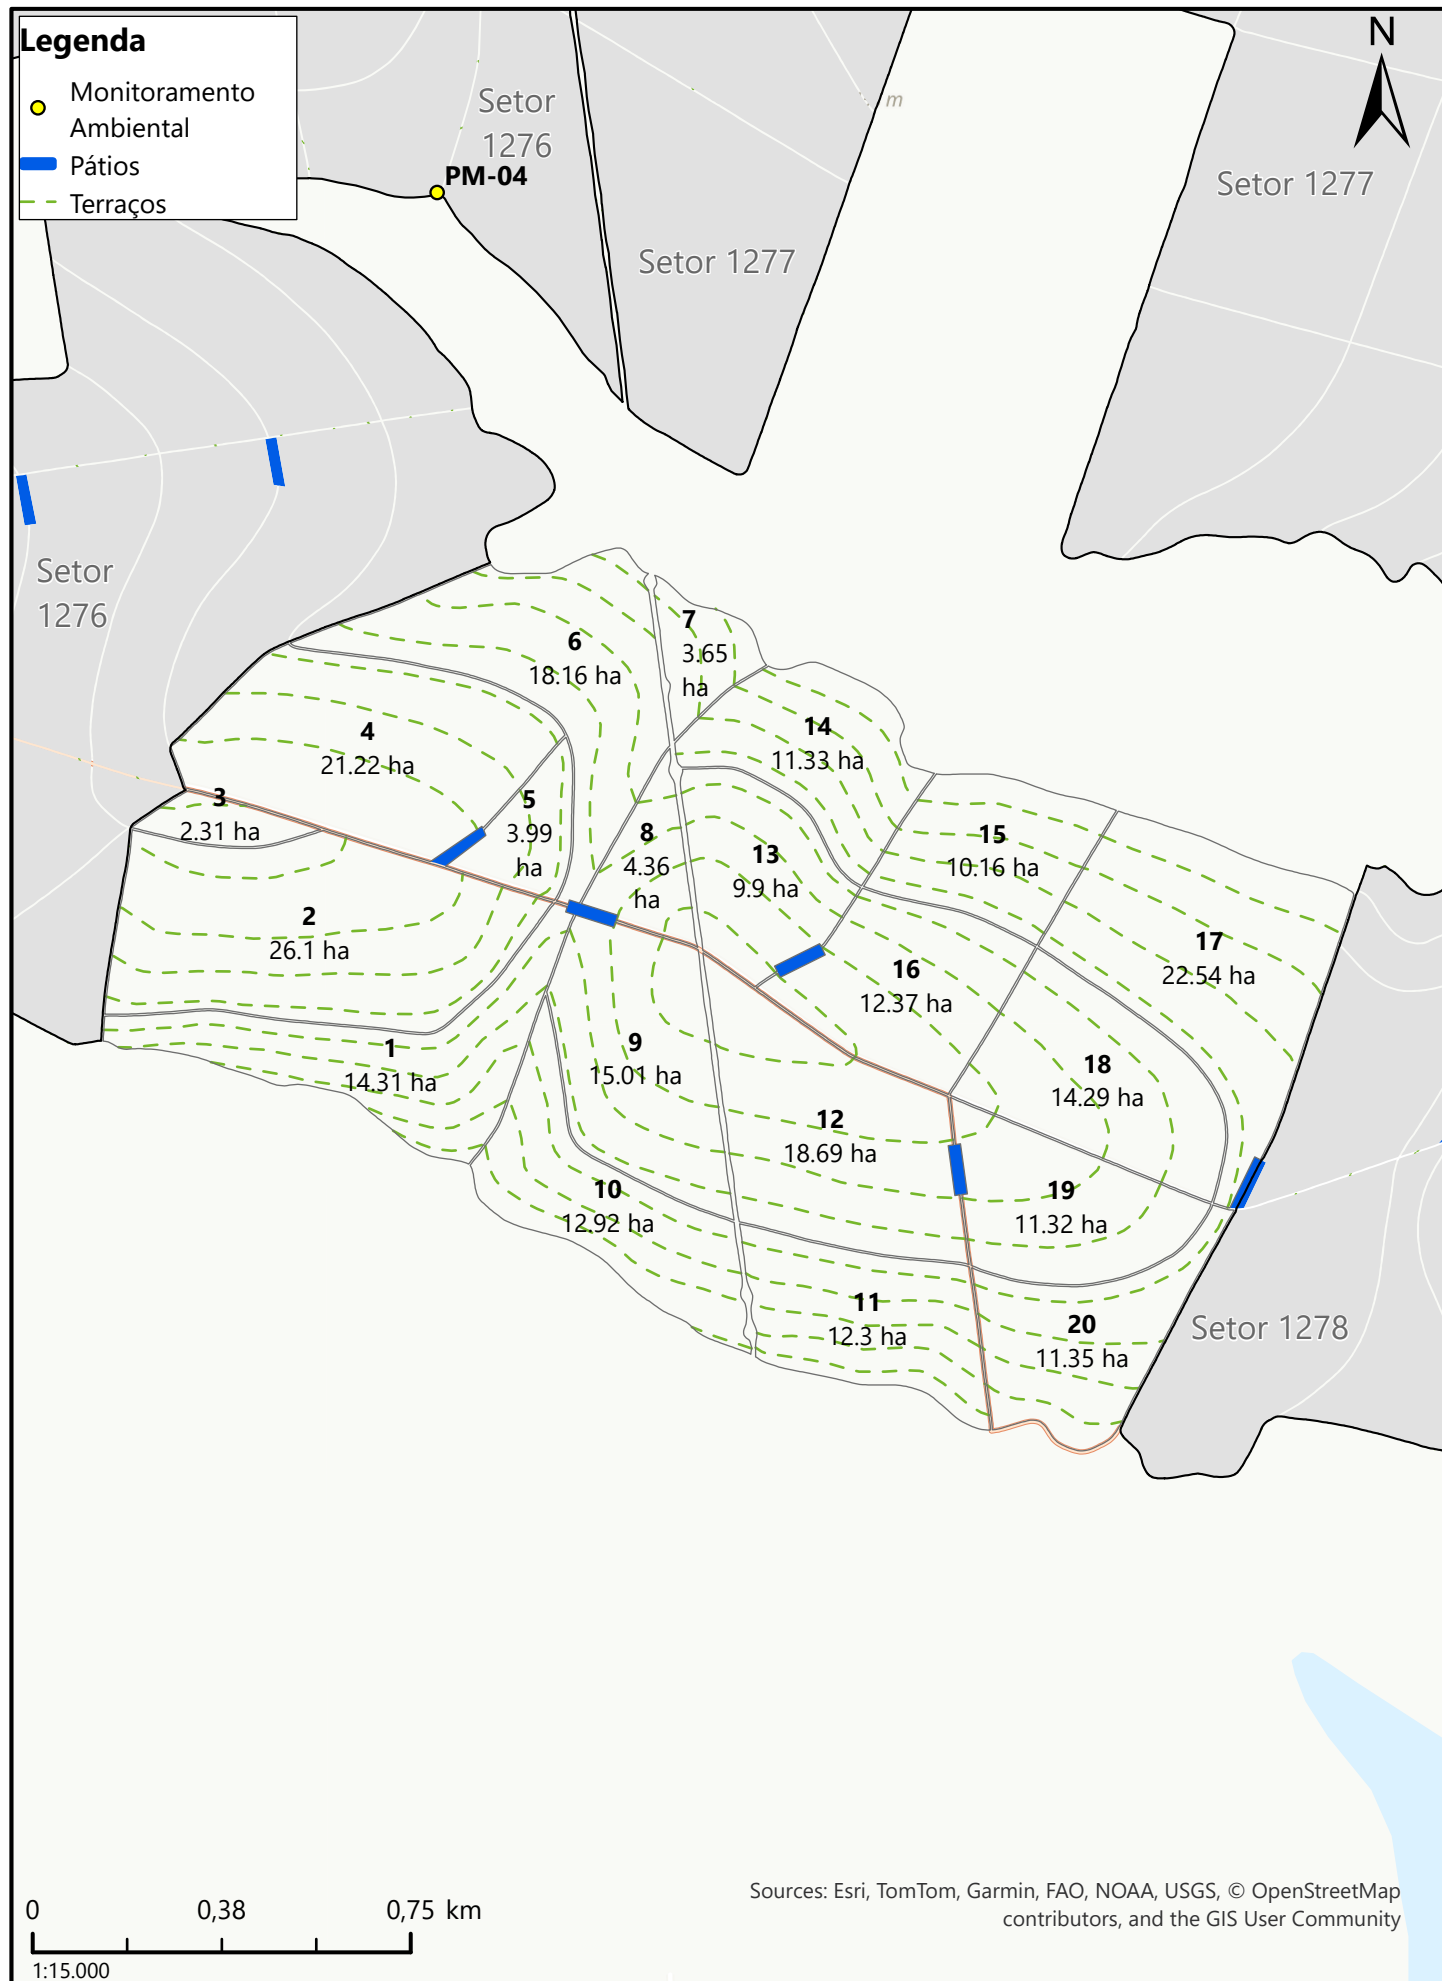 Legenda
Monitoramento
Ambiental
Pátios
Terraços
N
Setor
1276
m
PM-04
Setor 1277
Setor 1277
Setor
1276
6
18.16 ha
7
3.65
ha
4
21.22 ha
14
11.33 ha
3
2.31 ha
5
3.99
ha
8
4.36
ha
13
9.9 ha
15
10.16 ha
2
26.1 ha
16
12.37 ha
17
22.54 ha
1
14.31 ha
9
15.01 ha
18
14.29 ha
12
18.69 ha
10
12.92 ha
19
11.32 ha
11
12.3 ha
20
11.35 ha
Setor 1278
0 0,38 0,75 km
1:15.000
Sources: Esri, TomTom, Garmin, FAO, NOAA, USGS, © OpenStreetMap
contributors, and the GIS User Community